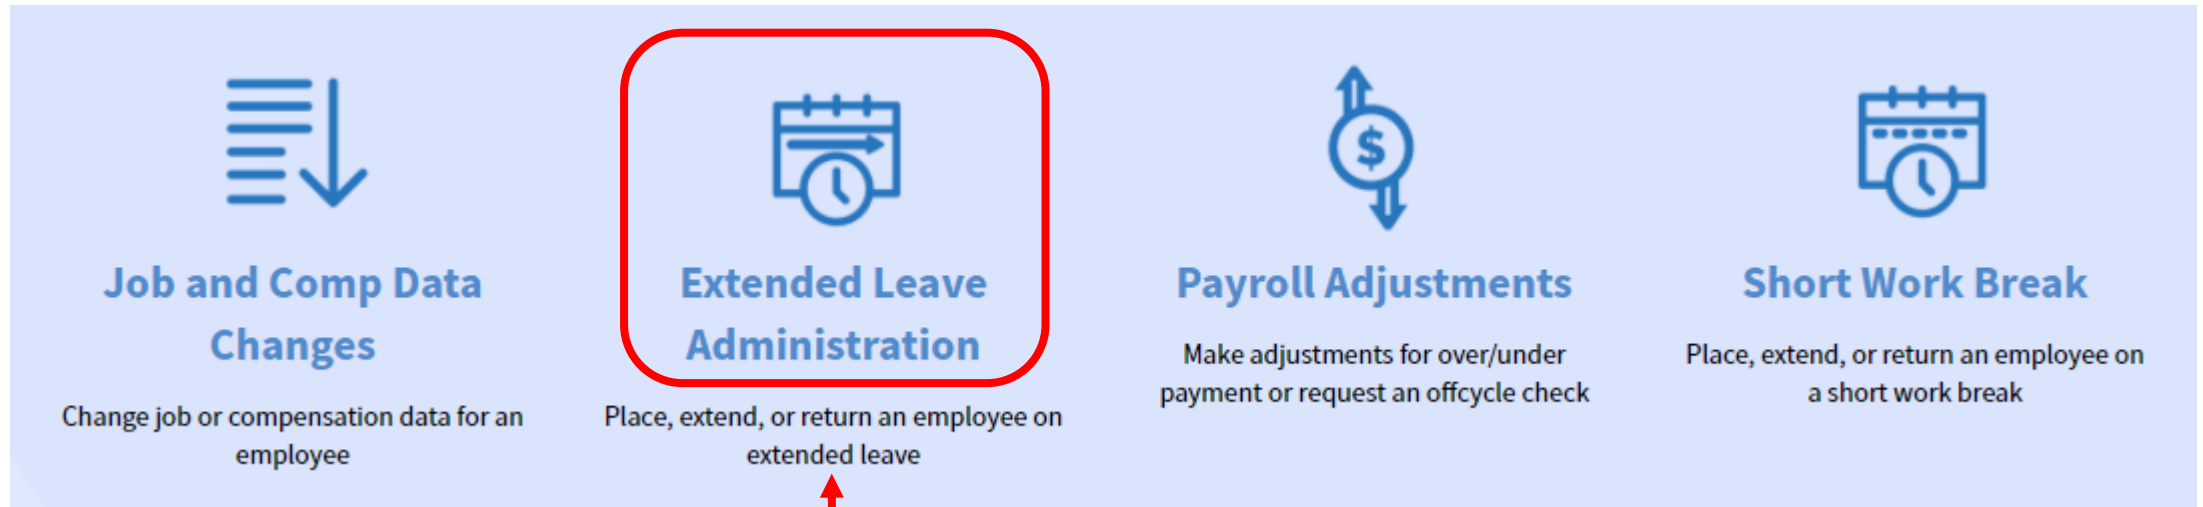 $
Job and Comp Data
Changes
Change job or compensation data for an
employee
Extended Leave
Administration
Place, extend, or return an employee on
extended leave
Payroll Adjustments
Make adjustments for over/under
payment or request an offcycle check
Short Work Break
Place, extend, or return an employee on
a short work break